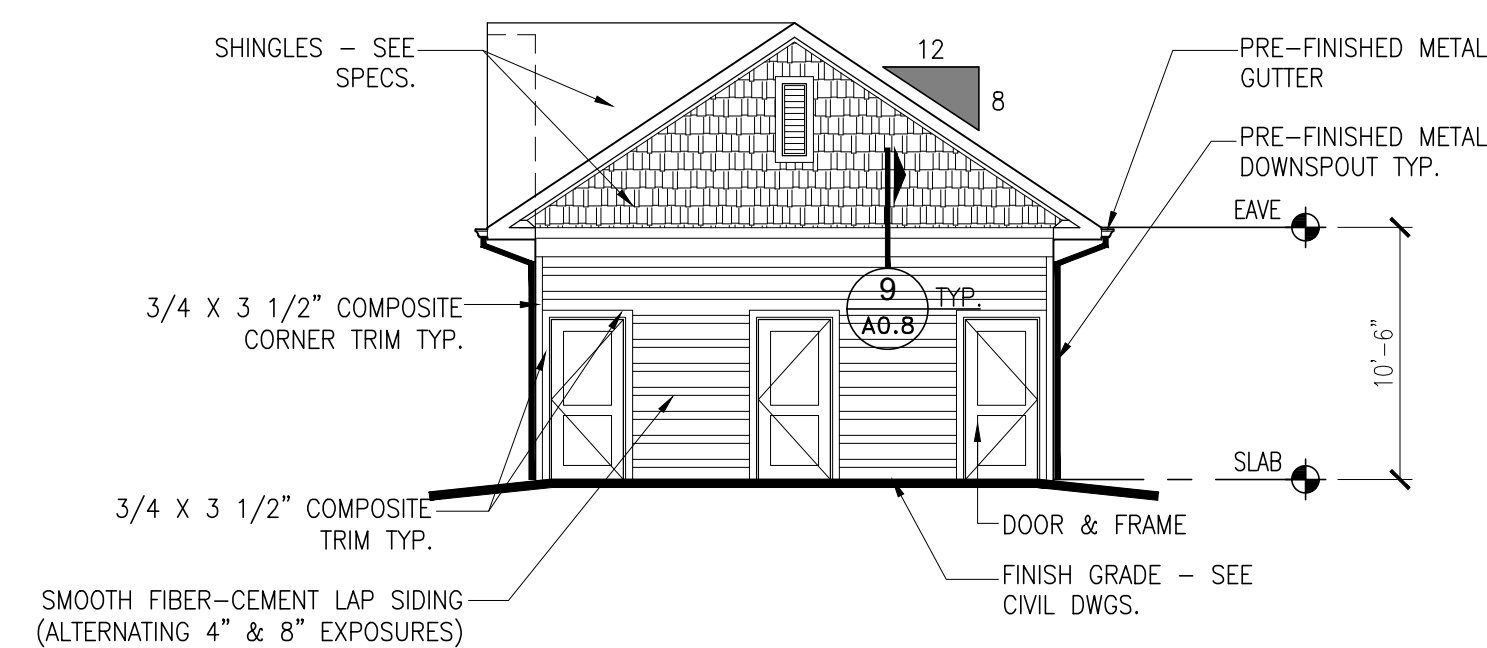 SHINGLES – SEE
SPECS.
12
8
PRE–FINISHED METAL
GUTTER
PRE–FINISHED METAL
DOWNSPOUT TYP.
EAVE
3/4 X 3 1/2” COMPOSITE
CORNER TRIM TYP.
9
A0.8
TYP.
10’–6”
SLAB
3/4 X 3 1/2” COMPOSITE
TRIM TYP.
DOOR & FRAME
FINISH GRADE – SEE
CIVIL DWGS.
SMOOTH FIBER–CEMENT LAP SIDING
(ALTERNATING 4” & 8” EXPOSURES)